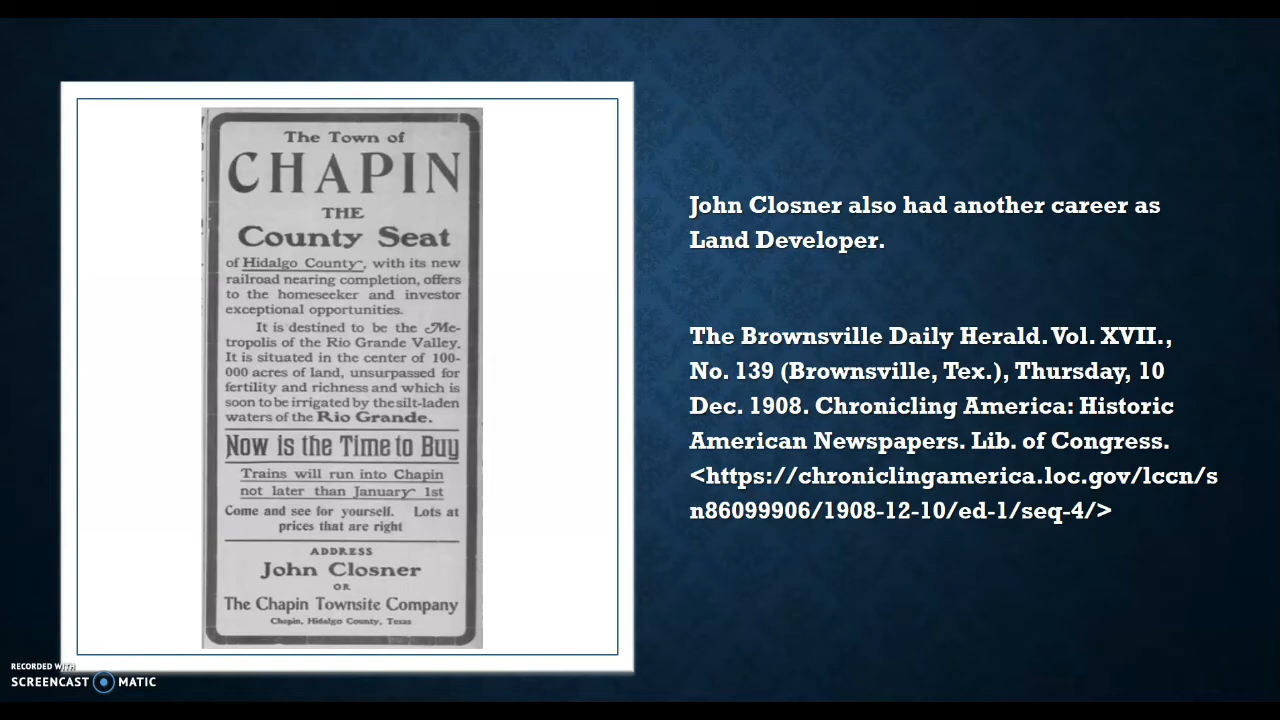 The Town of
CHAPIN
THE
County Seat
of Hidalgo County, with its new
railroad nearing completion, offers
to the homeseeker and investor
exceptional opportunities.
It is destined to be the Me-
tropolis of the Rio Grande Valley.
It is situated in the center of 100-
000 acres of land, unsurpassed for
fertility and richness and which is
soon to be irrigated by the silt-laden
waters of the Rio Grande.
Now is the Time to Buy
Trains will run into Chapin
not later than January 1st
Come and see for yourself. Lots at
prices that are right
ADDRESS
John Closner
OR
The Chapin Townsite Company
Chapin, Hidalgo County, Texas
John Closner also had another career as
Land Developer.
The Brownsville Daily Herald. Vol. XVII.,
No. 139 (Brownsville, Tex.), Thursday, 10
Dec. 1908. Chronicling America: Historic
American Newspapers. Lib. of Congress.
<https://chroniclingamerica.loc.gov/lccn/s
n86099906/1908-12-10/ed-1/seq-4/>
RECORDED WITH
SCREENCAST MATIC